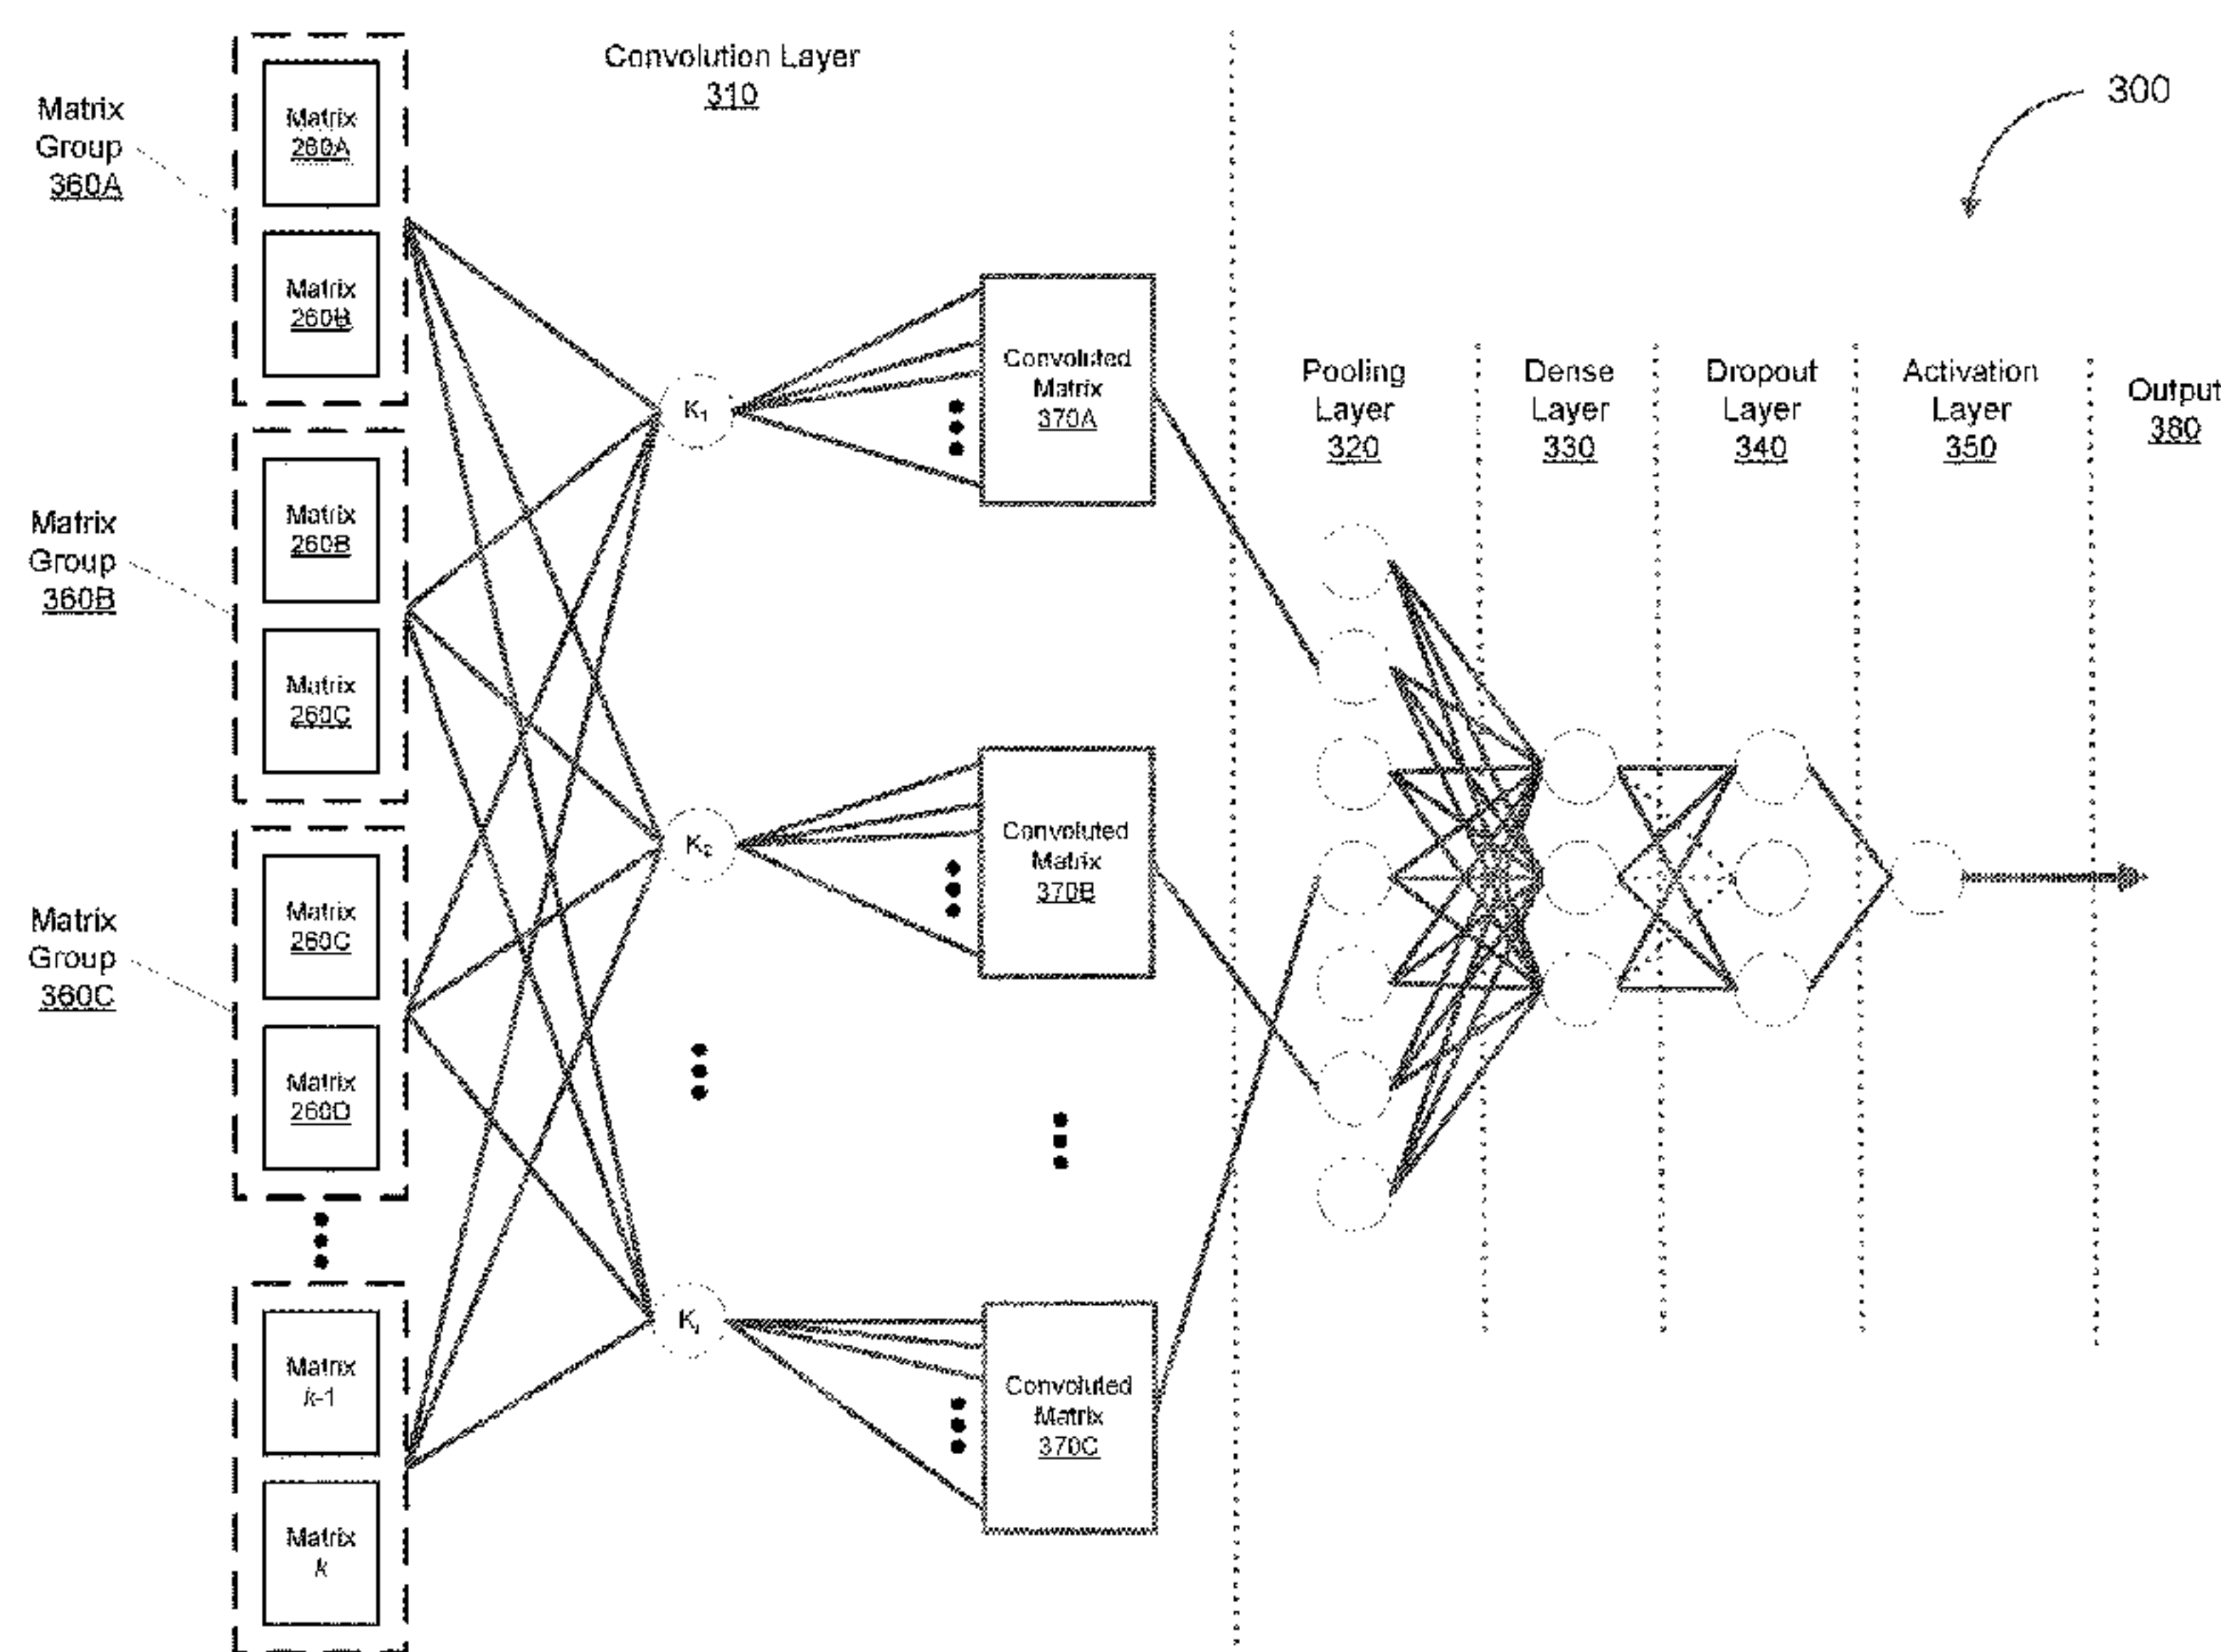 Convolution Layer
310
300
Matrix
Group
360A
Matrix
260A
Matrix
260B
Matrix
Group
360B
Matrix
260B
Matrix
260C
Matrix
Group
360C
Matrix
260C
Matrix
260D
Matrix
k-1
Matrix
k
K1
K2
Convoluted
Matrix
370A
Convoluted
Matrix
370B
Convoluted
Matrix
370C
Pooling
Layer
320
Dense
Layer
330
Dropout
Layer
340
Activation
Layer
350
Output
380